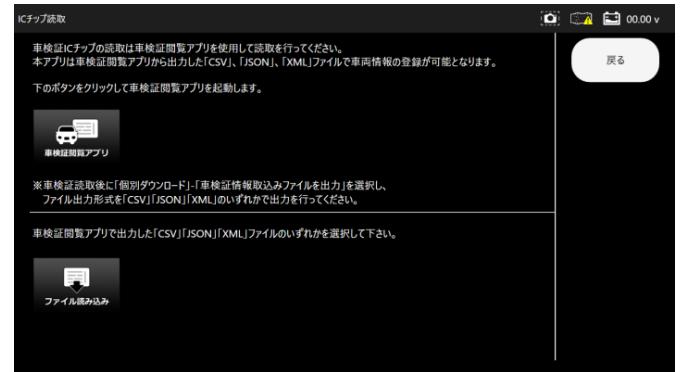 ICチップ読取
00.00 v
車検証ICチップの読取は車検証閲覧アプリを使用して読取を行ってください。
本アプリは車検証閲覧アプリから出力した「CSV」、「JSON」、「XML」ファイルで車両情報の登録が可能となります。
戻る
下のボタンをクリックして車検証閲覧アプリを起動します。
車検証閲覧アプリ
※車検証読取後に「個別ダウンロード」-「車検証情報取込みファイルを出力」を選択し、
ファイル出力形式を「CSV」「JSON」「XML」のいずれかで出力を行ってください。
車検証閲覧アプリで出力した「CSV」「JSON」「XML」ファイルのいずれかを選択して下さい。
ファイル読み込み